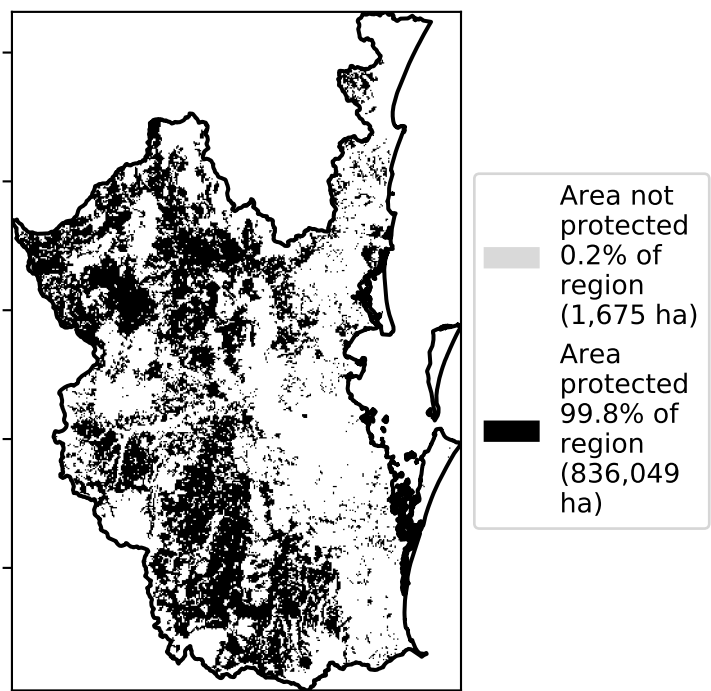 Area not
protected
0.2% of
region
(1,675 ha)
Area
protected
99.8% of
region
(836,049
ha)